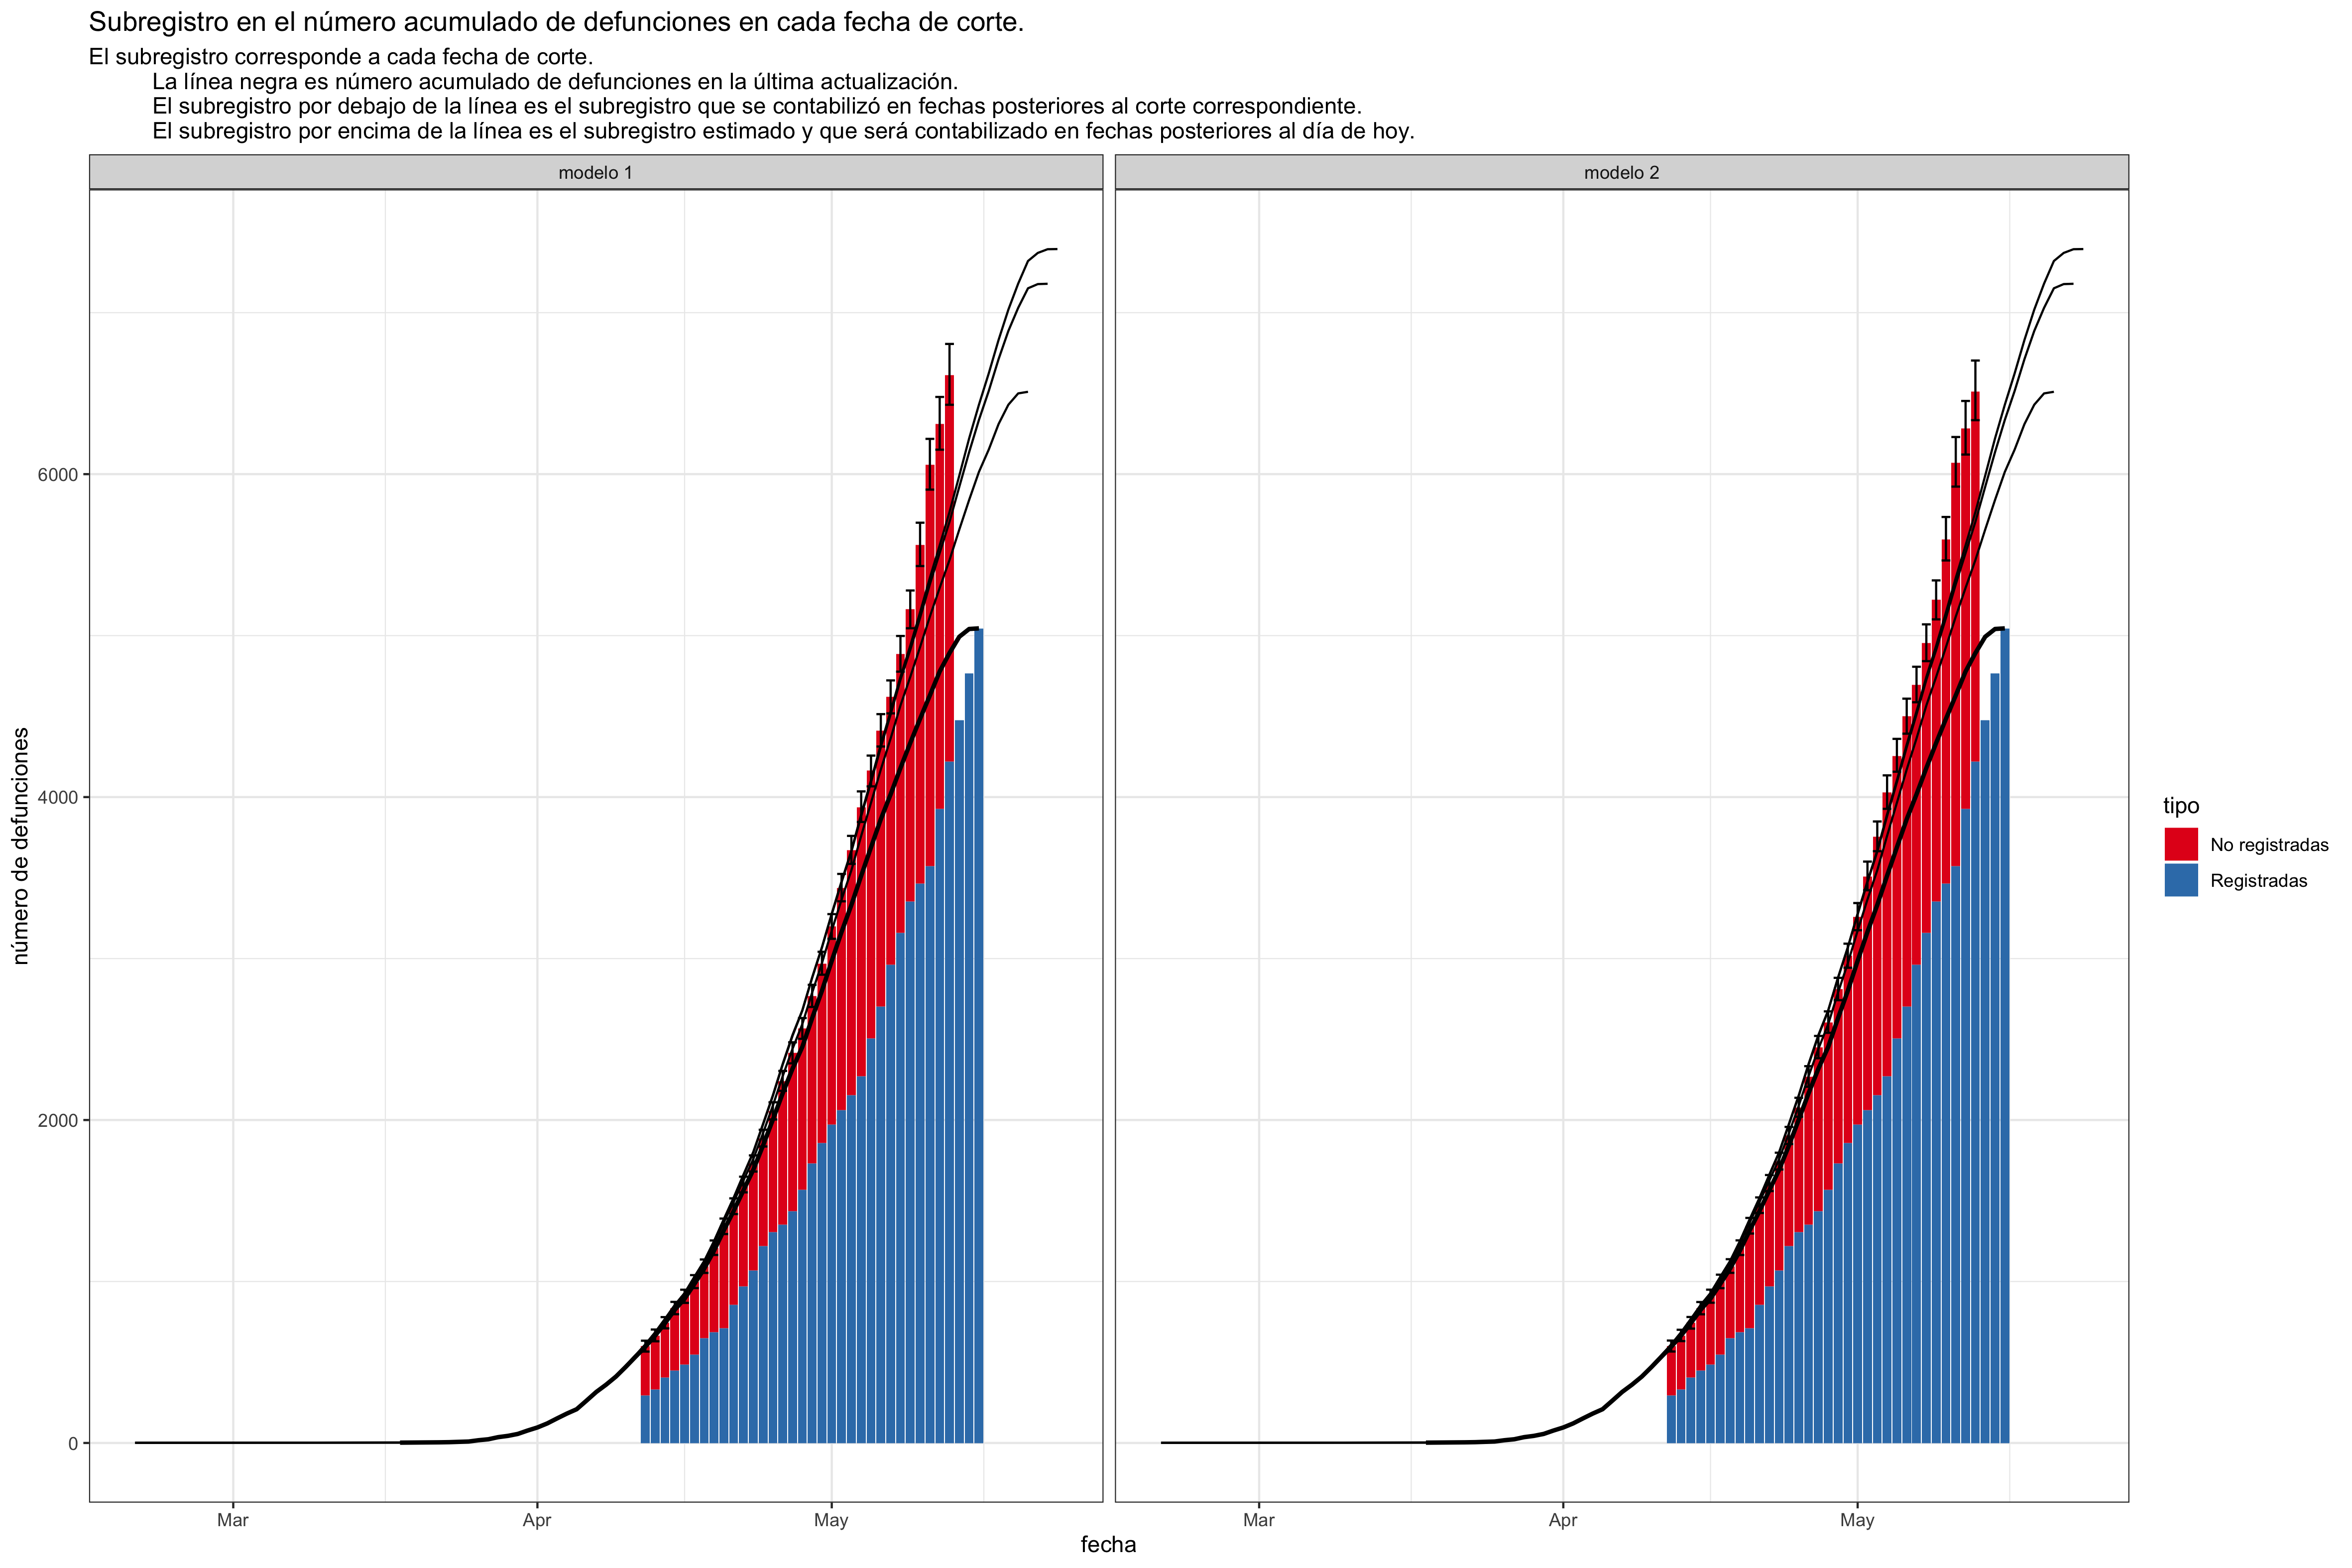 Subregistro en el número acumulado de defunciones en cada fecha de corte.
El subregistro corresponde a cada fecha de corte.
La línea negra es número acumulado de defunciones en la última actualización.
El subregistro por debajo de la línea es el subregistro que se contabilizó en fechas posteriores al corte correspondiente.
El subregistro por encima de la línea es el subregistro estimado y que será contabilizado en fechas posteriores al día de hoy.
modelo 1
modelo 2
número de defunciones
6000
4000
2000
0
Mar
Apr
May
Mar
Apr
May
fecha
tipo
No registradas
Registradas